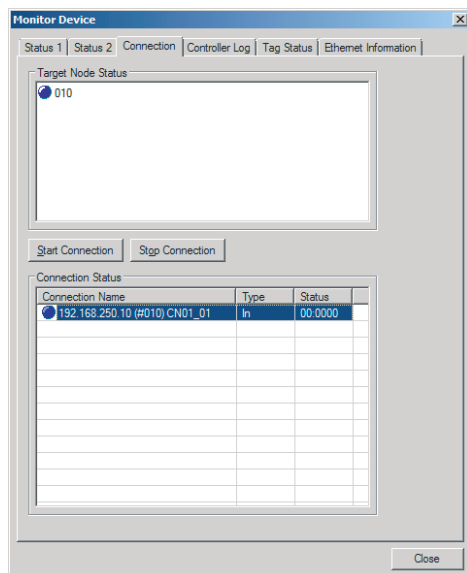 Monitor Device
Status 1 Status 2 Connection Controller Log Tag Status Ethernet Information
Target Node Status
010
Start Connection Stop Connection
Connection Status
Connection Name Type Status
192.168.250.10 (#010) CN01_01 In 00:0000
Close